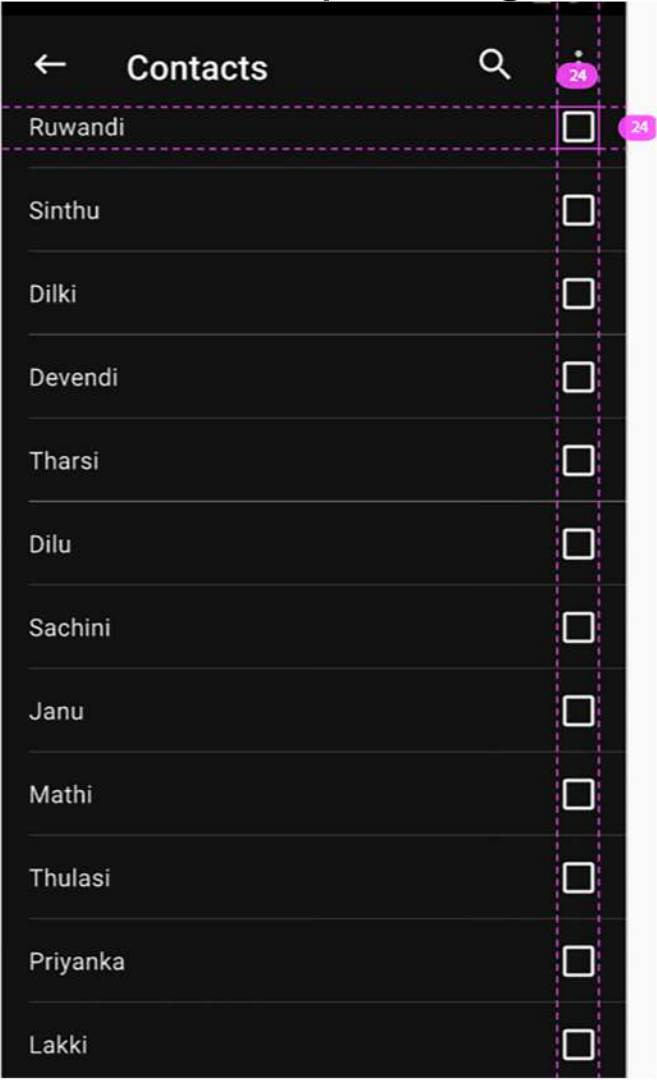 Contacts
24
Ruwandi
24
Sinthu
Dilki
Devendi
Tharsi
Dilu
Sachini
Janu
Mathi
Thulasi
Priyanka
Lakki